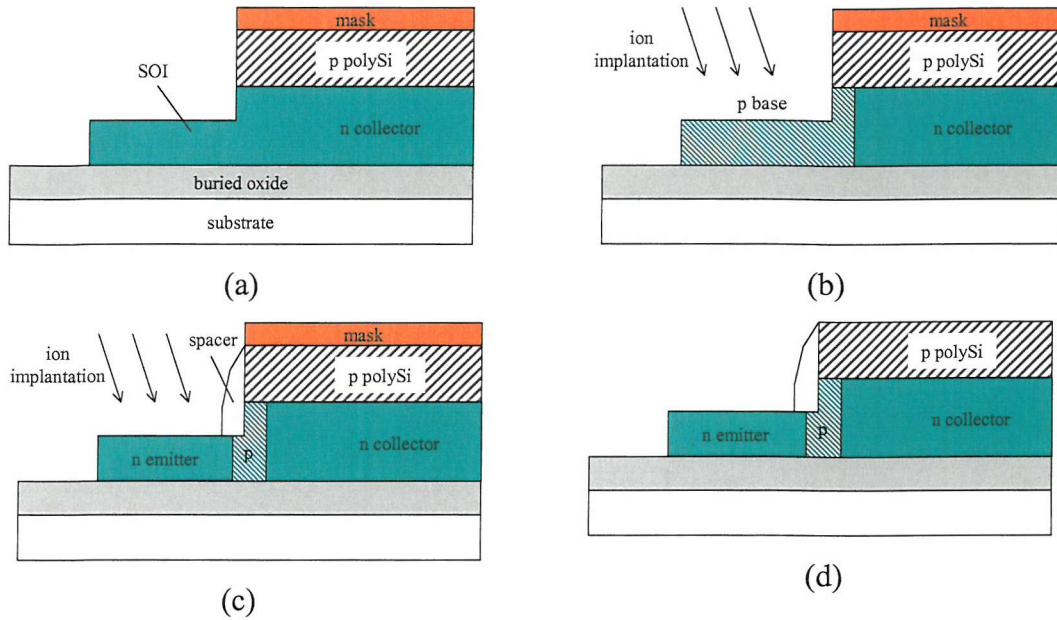 mask
p polySi
SOI
n collector
buried oxide
substrate
(a)
ion
implantation
mask
p polySi
p base
n collector
(b)
ion
implantation
spacer
mask
p polySi
n emitter
p
n collector
(c)
p polySi
n emitter
p
n collector
(d)